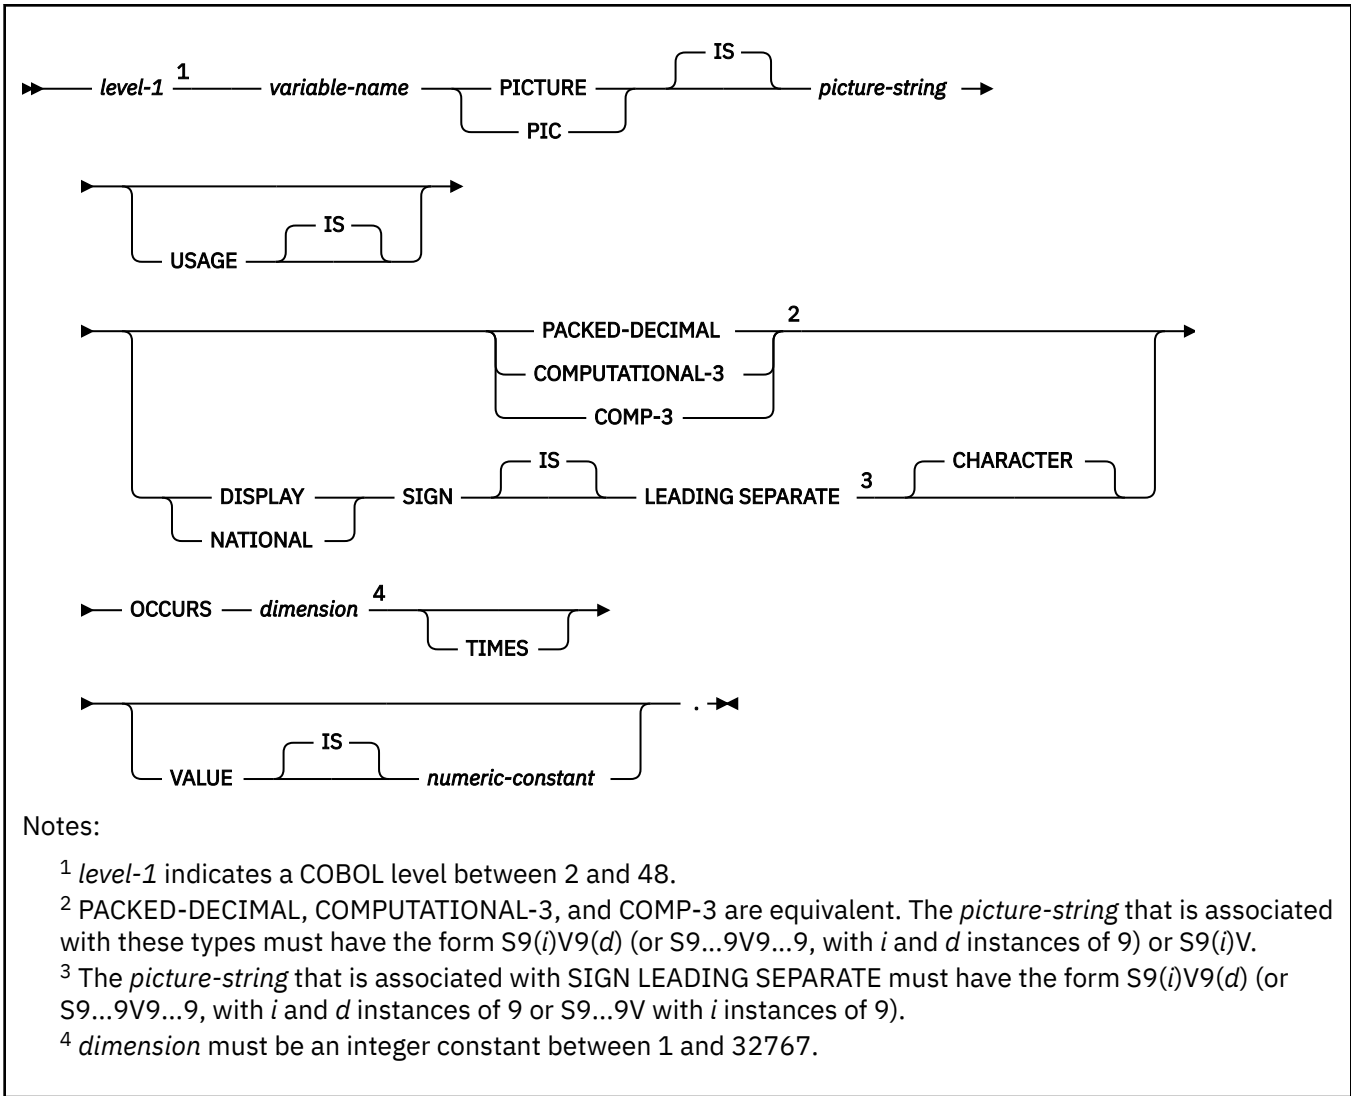 IS
level-1 1 variable-name PICTURE picture-string
PIC
IS
USAGE
PACKED-DECIMAL 2
COMPUTATIONAL-3
COMP-3
IS CHARACTER
DISPLAY SIGN LEADING SEPARATE 3
NATIONAL
OCCURS dimension 4
TIMES
.
IS
VALUE numeric-constant
Notes:
1 level-1 indicates a COBOL level between 2 and 48.
2 PACKED-DECIMAL, COMPUTATIONAL-3, and COMP-3 are equivalent. The picture-string that is associated
with these types must have the form S9(i)V9(d) (or S9...9V9...9, with i and d instances of 9) or S9(i)V.
3 The picture-string that is associated with SIGN LEADING SEPARATE must have the form S9(i)V9(d) (or
S9...9V9...9, with i and d instances of 9 or S9...9V with i instances of 9).
4 dimension must be an integer constant between 1 and 32767.